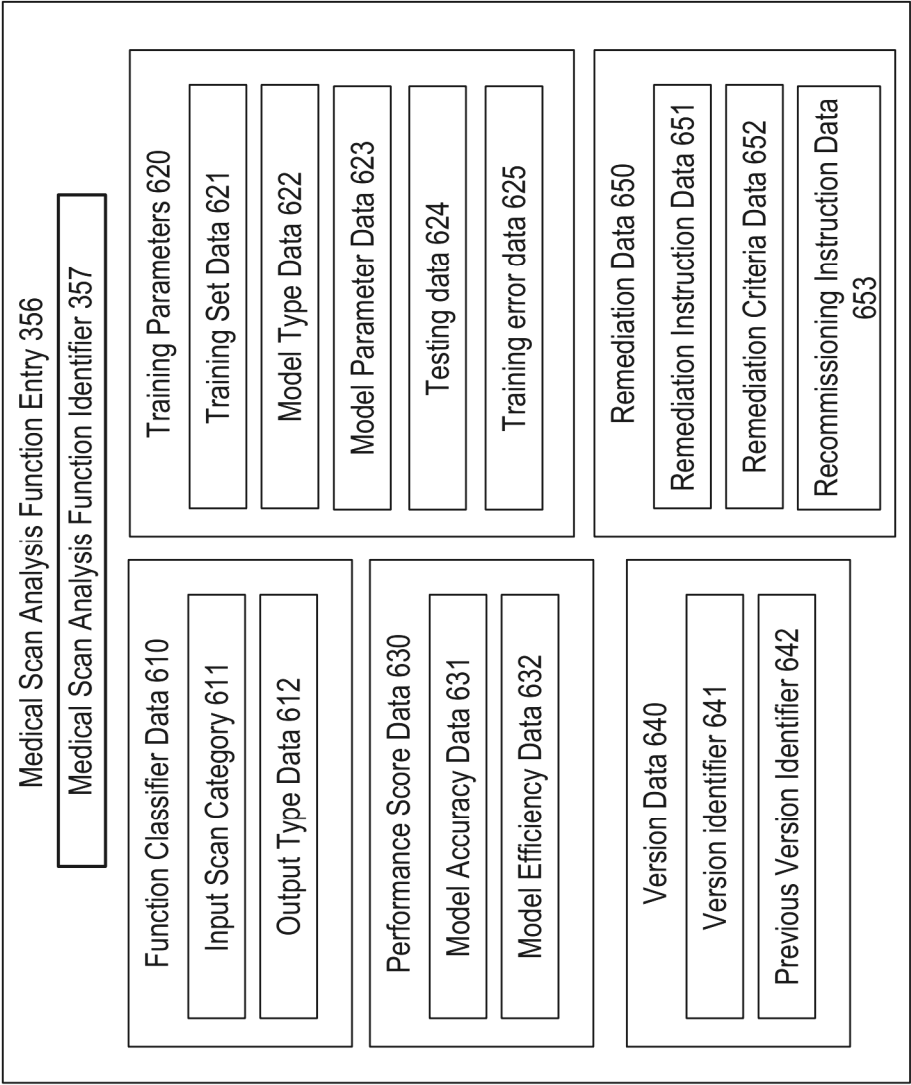 Medical Scan Analysis Function Entry 356
Medical Scan Analysis Function Identifier 357
Function Classifier Data 610
Input Scan Category 611
Output Type Data 612
Performance Score Data 630
Model Accuracy Data 631
Model Efficiency Data 632
Version Data 640
Version identifier 641
Previous Version Identifier 642
Training Parameters 620
Training Set Data 621
Model Type Data 622
Model Parameter Data 623
Testing data 624
Training error data 625
Remediation Data 650
Remediation Instruction Data 651
Remediation Criteria Data 652
Recommissioning Instruction Data
653